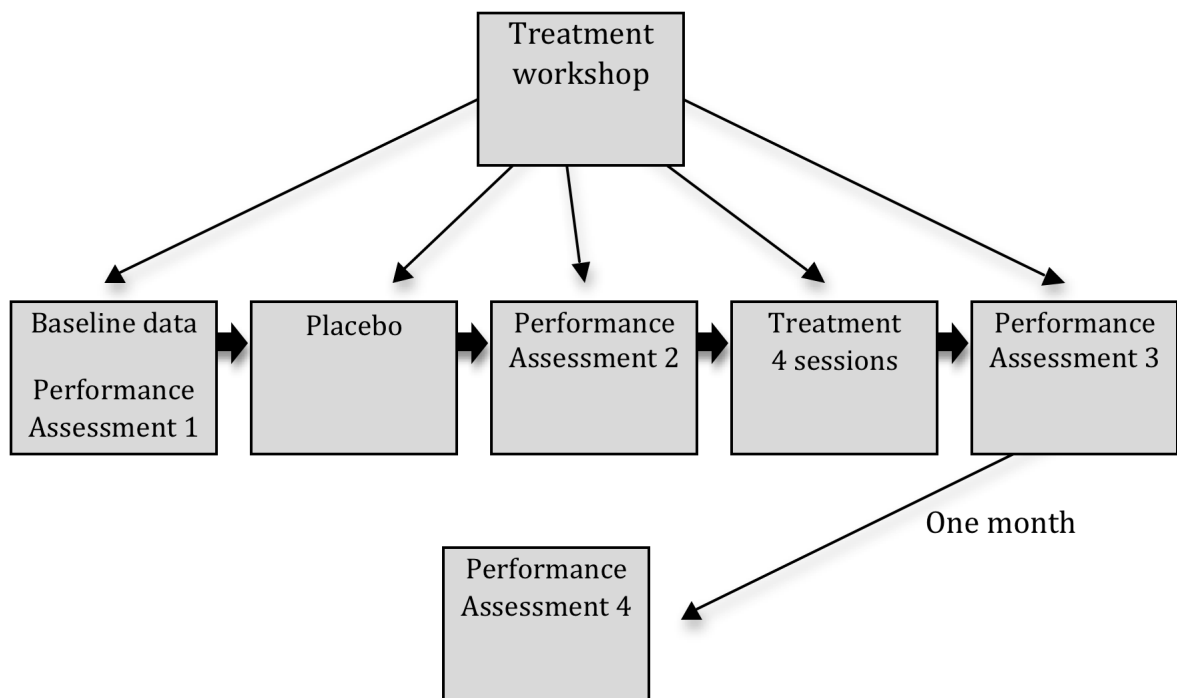 Treatment
workshop
Baseline data
Performance
Assessment 1
Placebo
Performance
Assessment 2
Treatment
4 sessions
Performance
Assessment 3
One month
Performance
Assessment 4